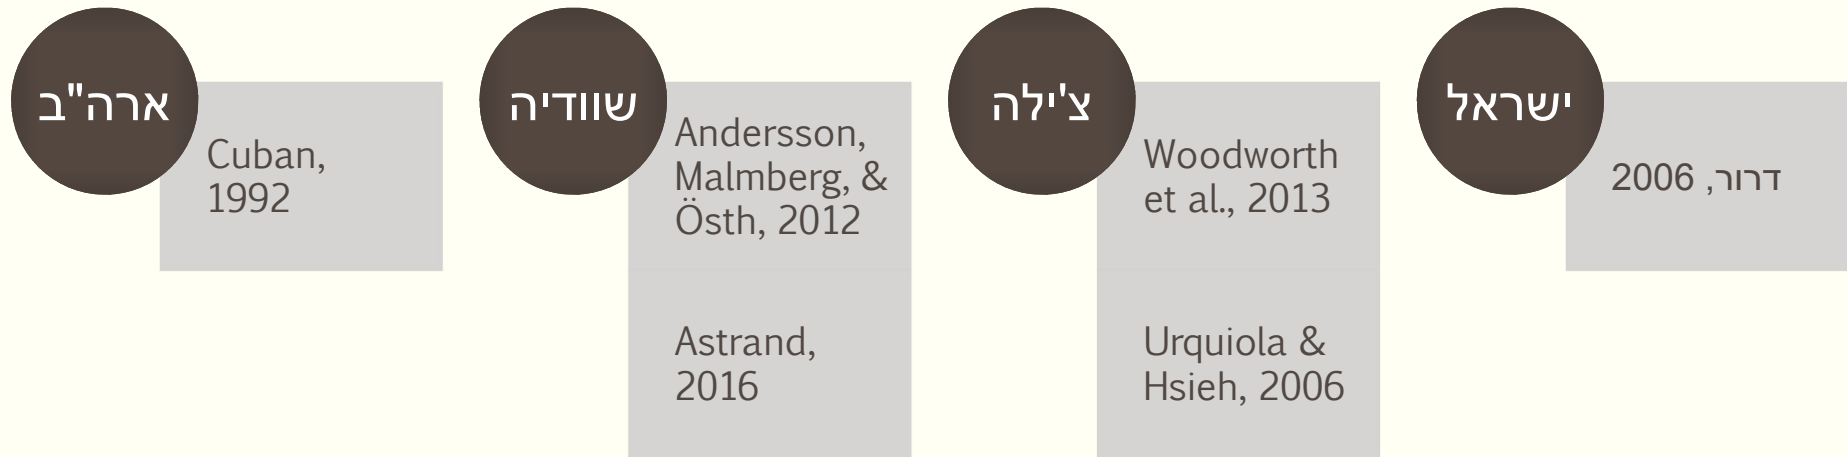 ארה"ב
Cuban,
1992
שוודיה
Andersson,
Malmberg, &
Östh, 2012
Astrand,
2016
צ'ילה
Woodworth
et al., 2013
Urquiola &
Hsieh, 2006
ישראל
דרור, 2006